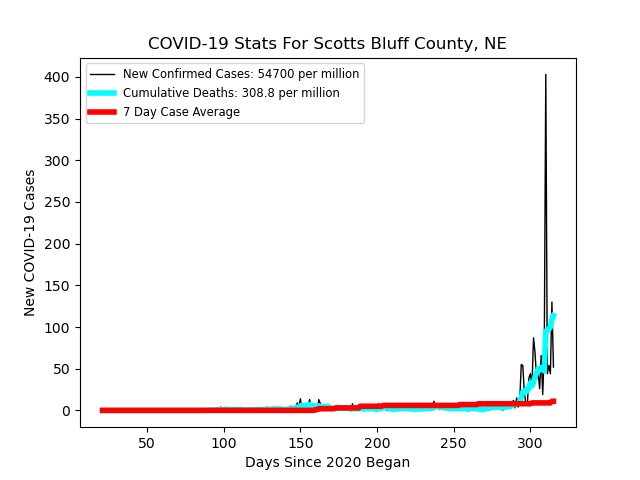 COVID-19 Stats For Scotts Bluff County, NE
New Confirmed Cases: 54700 per million
Cumulative Deaths: 308.8 per million
7 Day Case Average
New COVID-19 Cases
400
350
300
250
200
150
100
50
0
50 100 150 200 250 300
Days Since 2020 Began